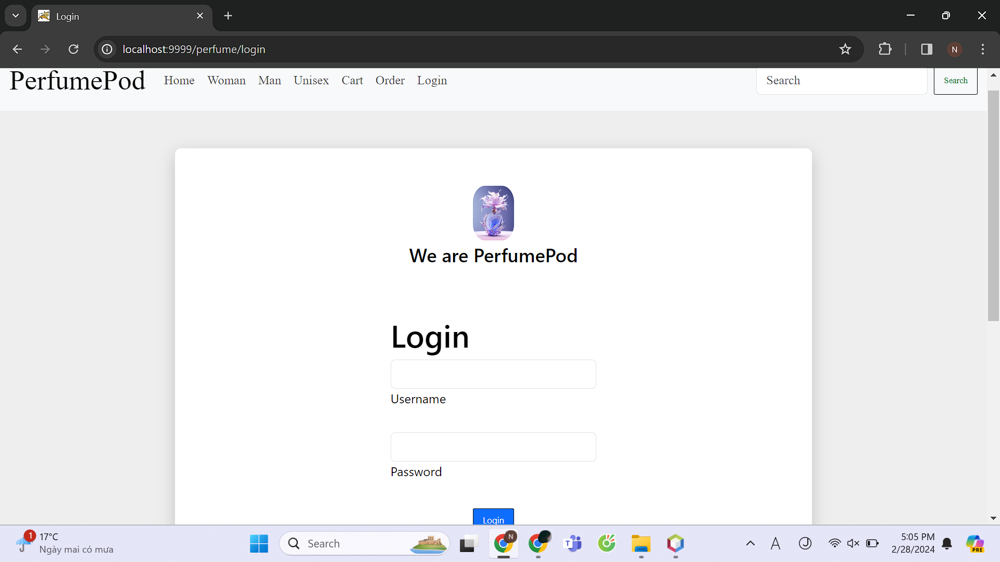 Login
localhost:9999/perfume/login
N
PerfumePod Home Woman Man Unisex Cart Order Login Search Search
We are PerfumePod
Login
Username
Password
Login
1 17°C
Ngày mai có mưa
Search
N
T
A
J
5:05 PM
2/28/2024
PRE